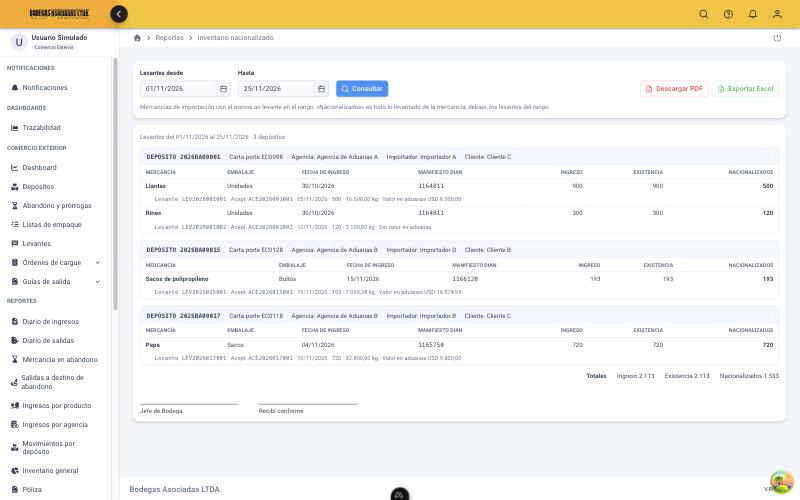 BODEGAS ASOCIADAS LTDA.
U
Usuario Simulado
Comercio Exterior
Reportes
Inventario nacionalizado
NOTIFICACIONES
Notificaciones
DASHBOARDS
Trazabilidad
COMERCIO EXTERIOR
Dashboard
Depósitos
Abandono y prórrogas
Listas de empaque
Levantes
Órdenes de cargue
Guías de salida
REPORTES
Diario de ingresos
Diario de salidas
Mercancía en abandono
Salidas a destino de
abandono
Ingresos por producto
Ingresos por agencia
Movimientos por
depósito
Inventario general
Póliza
Levantes desde
Hasta
01/11/2026
25/11/2026
Consultar
Descargar PDF
Exportar Excel
Mercancías de importación con al menos un levante en el rango. «Nacionalizados» es todo lo levantado de la mercancía; debajo, los levantes del rango.
Levantes del 01/11/2026 al 25/11/2026 · 3 depósitos
DEPÓSITO 2026BA00001 Carta porte EC0098 Agencia: Agencia de Aduanas A Importador: Importador A Cliente: Cliente C
MERCANCÍA EMBALAJE FECHA DE INGRESO MANIFIESTO DIAN INGRESO EXISTENCIA NACIONALIZADOS
Llantas Unidades 30/10/2026 1164811 900 900 500
Levante LEV2026001001 · Acept. ACE2026001001 · 05/11/2026 · 500 · 16.500,00 kg · Valor en aduanas USD 8.000,00
Rines Unidades 30/10/2026 1164811 300 300 120
Levante LEV2026001002 · Acept. ACE2026001002 · 12/11/2026 · 120 · 3.100,00 kg · Sin valor en aduanas
DEPÓSITO 2026BA00015 Carta porte EC0128 Agencia: Agencia de Aduanas B Importador: Importador D Cliente: Cliente B
MERCANCÍA EMBALAJE FECHA DE INGRESO MANIFIESTO DIAN INGRESO EXISTENCIA NACIONALIZADOS
Sacos de polipropileno Bultos 15/11/2026 1166120 193 193 193
Levante LEV2026015001 · Acept. ACE2026015001 · 19/11/2026 · 193 · 7.065,38 kg · Valor en aduanas USD 16.574,95
DEPÓSITO 2026BA00017 Carta porte EC0118 Agencia: Agencia de Aduanas B Importador: Importador B Cliente: Cliente C
MERCANCÍA EMBALAJE FECHA DE INGRESO MANIFIESTO DIAN INGRESO EXISTENCIA NACIONALIZADOS
Papa Sacos 04/11/2026 1165750 720 720 720
Levante LEV2026017001 · Acept. ACE2026017001 · 10/11/2026 · 720 · 32.900,00 kg · Valor en aduanas USD 9.800,00
Totales Ingreso 2.113 Existencia 2.113 Nacionalizados 1.533
Jefe de Bodega
Recibí conforme
Bodegas Asociadas LTDA.